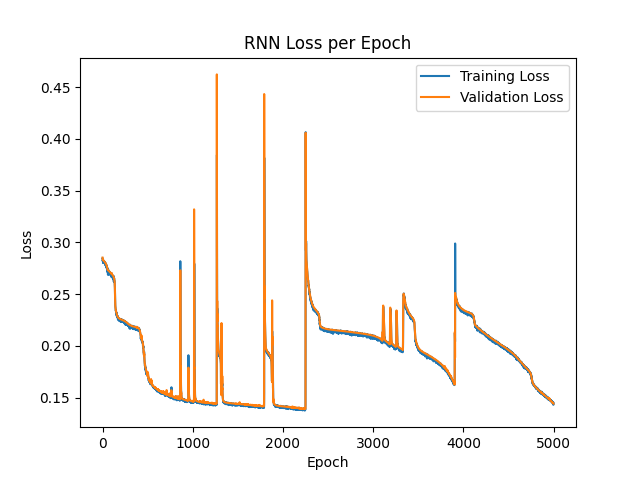 RNN Loss per Epoch
Training Loss
Validation Loss
Loss
0.45
0.40
0.35
0.30
0.25
0.20
0.15
0 1000 2000 3000 4000 5000
Epoch